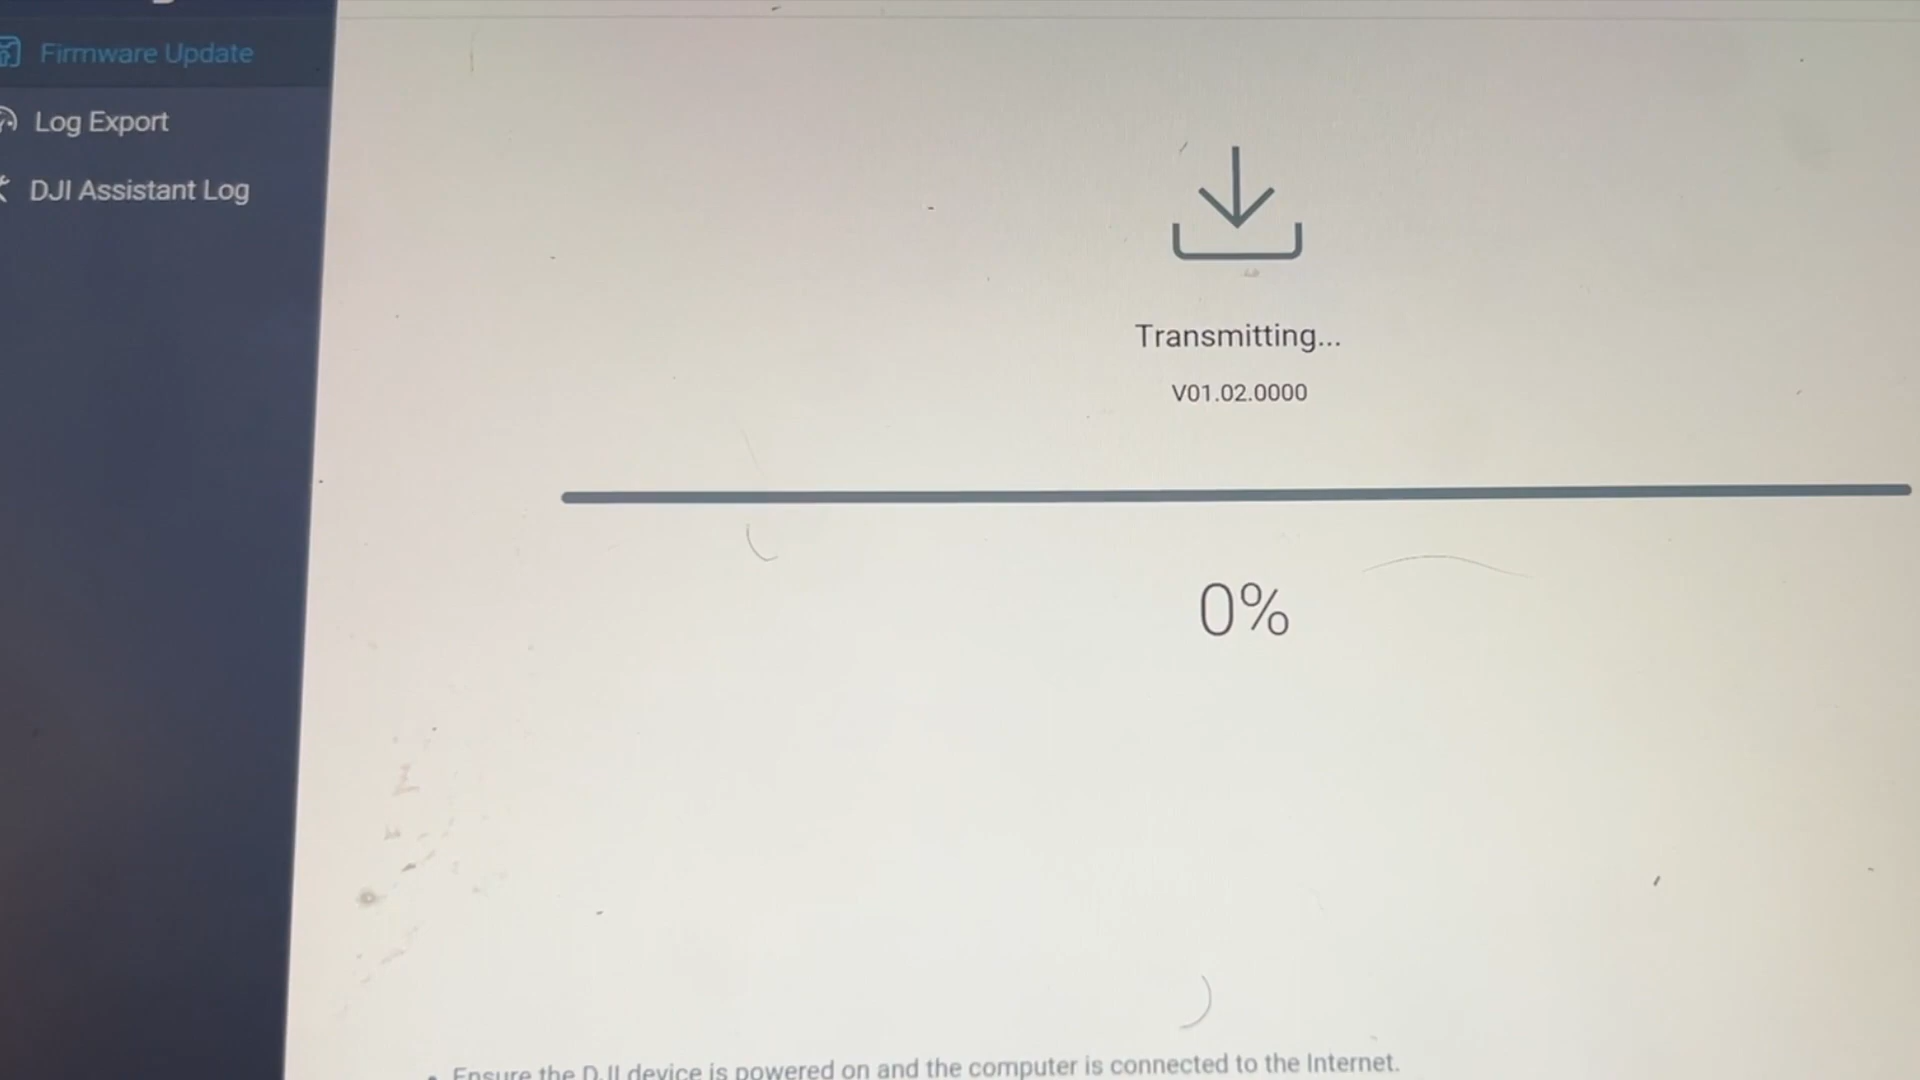 Firmware Update
Log Export
DJI Assistant Log
Transmitting...
V01.02.0000
0%
Ensure the DJI device is powered on and the computer is connected to the Internet.